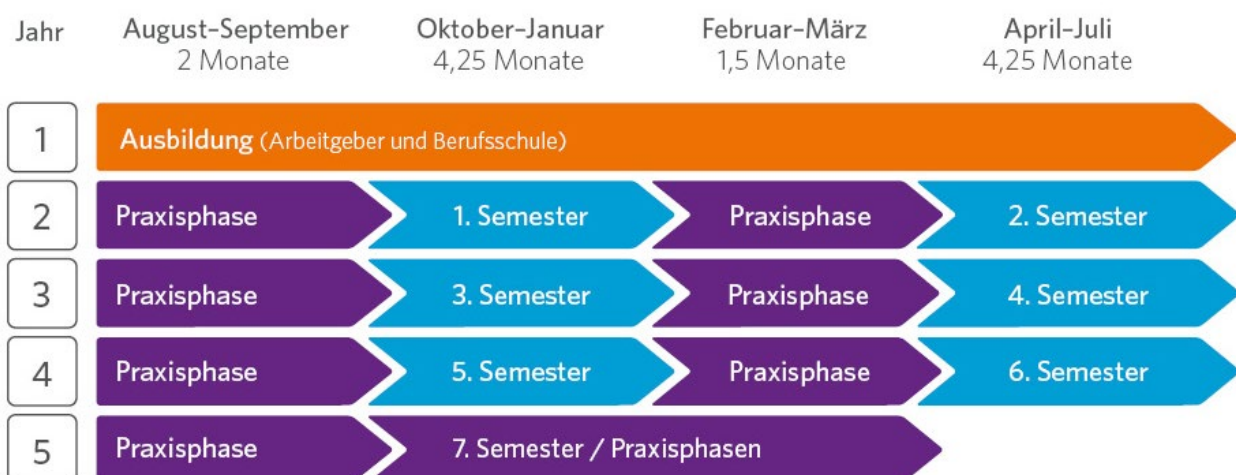 Jahr
August–September
2 Monate
Oktober–Januar
4,25 Monate
Februar–März
1,5 Monate
April–Juli
4,25 Monate
1
Ausbildung (Arbeitgeber und Berufsschule)
2
Praxisphase
1. Semester
Praxisphase
2. Semester
3
Praxisphase
3. Semester
Praxisphase
4. Semester
4
Praxisphase
5. Semester
Praxisphase
6. Semester
5
Praxisphase
7. Semester / Praxisphasen